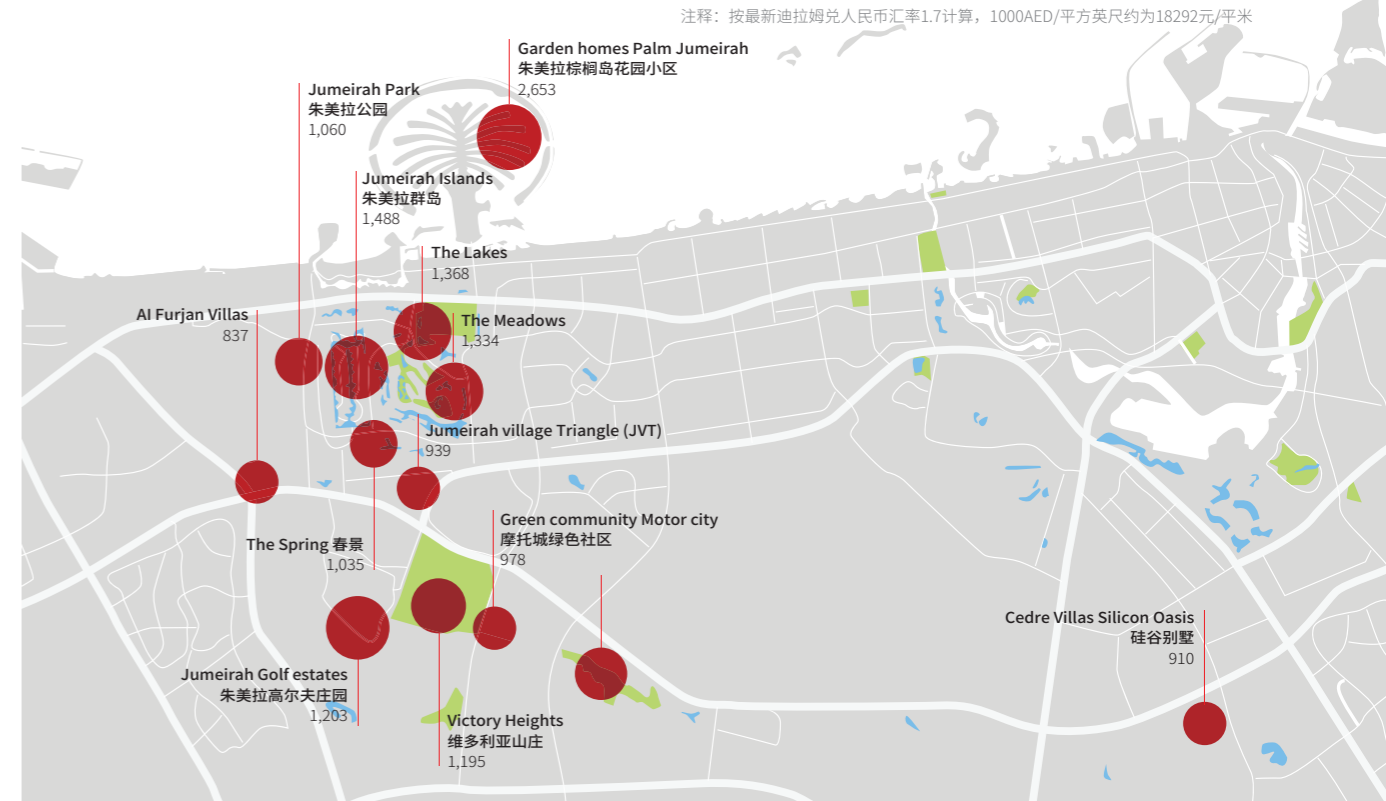 注释：按最新迪拉姆兑人民币汇率1.7计算，1000AED/平方英尺约为18292元/平米
Garden homes Palm Jumeirah
朱美拉棕榈岛花园小区
2,653
Jumeirah Park
朱美拉公园
1,060
Jumeirah Islands
朱美拉群岛
1,488
The Lakes
1,368
AI Furjan Villas
837
The Meadows
1,334
Jumeirah village Triangle (JVT)
939
Green community Motor city
摩托城绿色社区
978
The Spring 春景
1,035
Cedre Villas Silicon Oasis
硅谷别墅
910
Jumeirah Golf estates
朱美拉高尔夫庄园
1,203
Victory Heights
维多利亚山庄
1,195